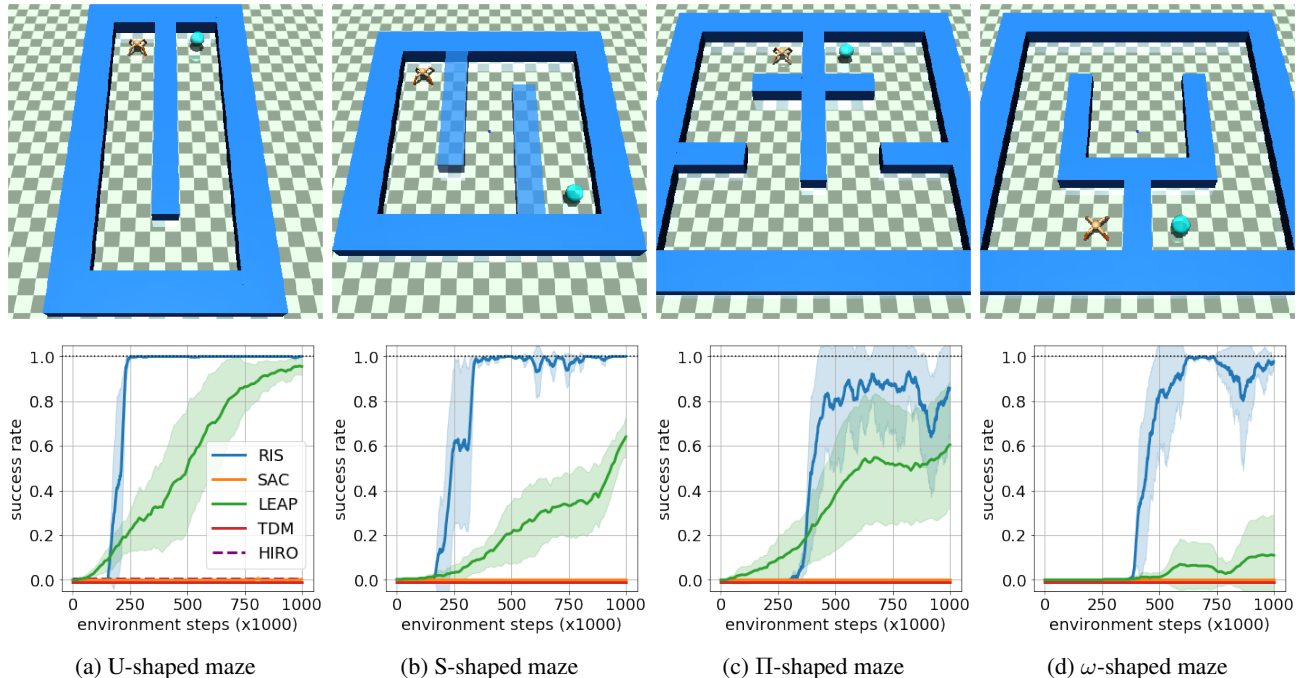 1.0
0.8
0.6
0.4
0.2
0.0
success rate
RIS
SAC
LEAP
TDM
HIRO
0 250 500 750 1000
environment steps (x1000)
1.0
0.8
0.6
0.4
0.2
0.0
success rate
0 250 500 750 1000
environment steps (x1000)
1.0
0.8
0.6
0.4
0.2
0.0
success rate
0 250 500 750 1000
environment steps (x1000)
1.0
0.8
0.6
0.4
0.2
0.0
success rate
0 250 500 750 1000
environment steps (x1000)
(a) U-shaped maze
(b) S-shaped maze
(c) Π-shaped maze
(d) ω-shaped maze